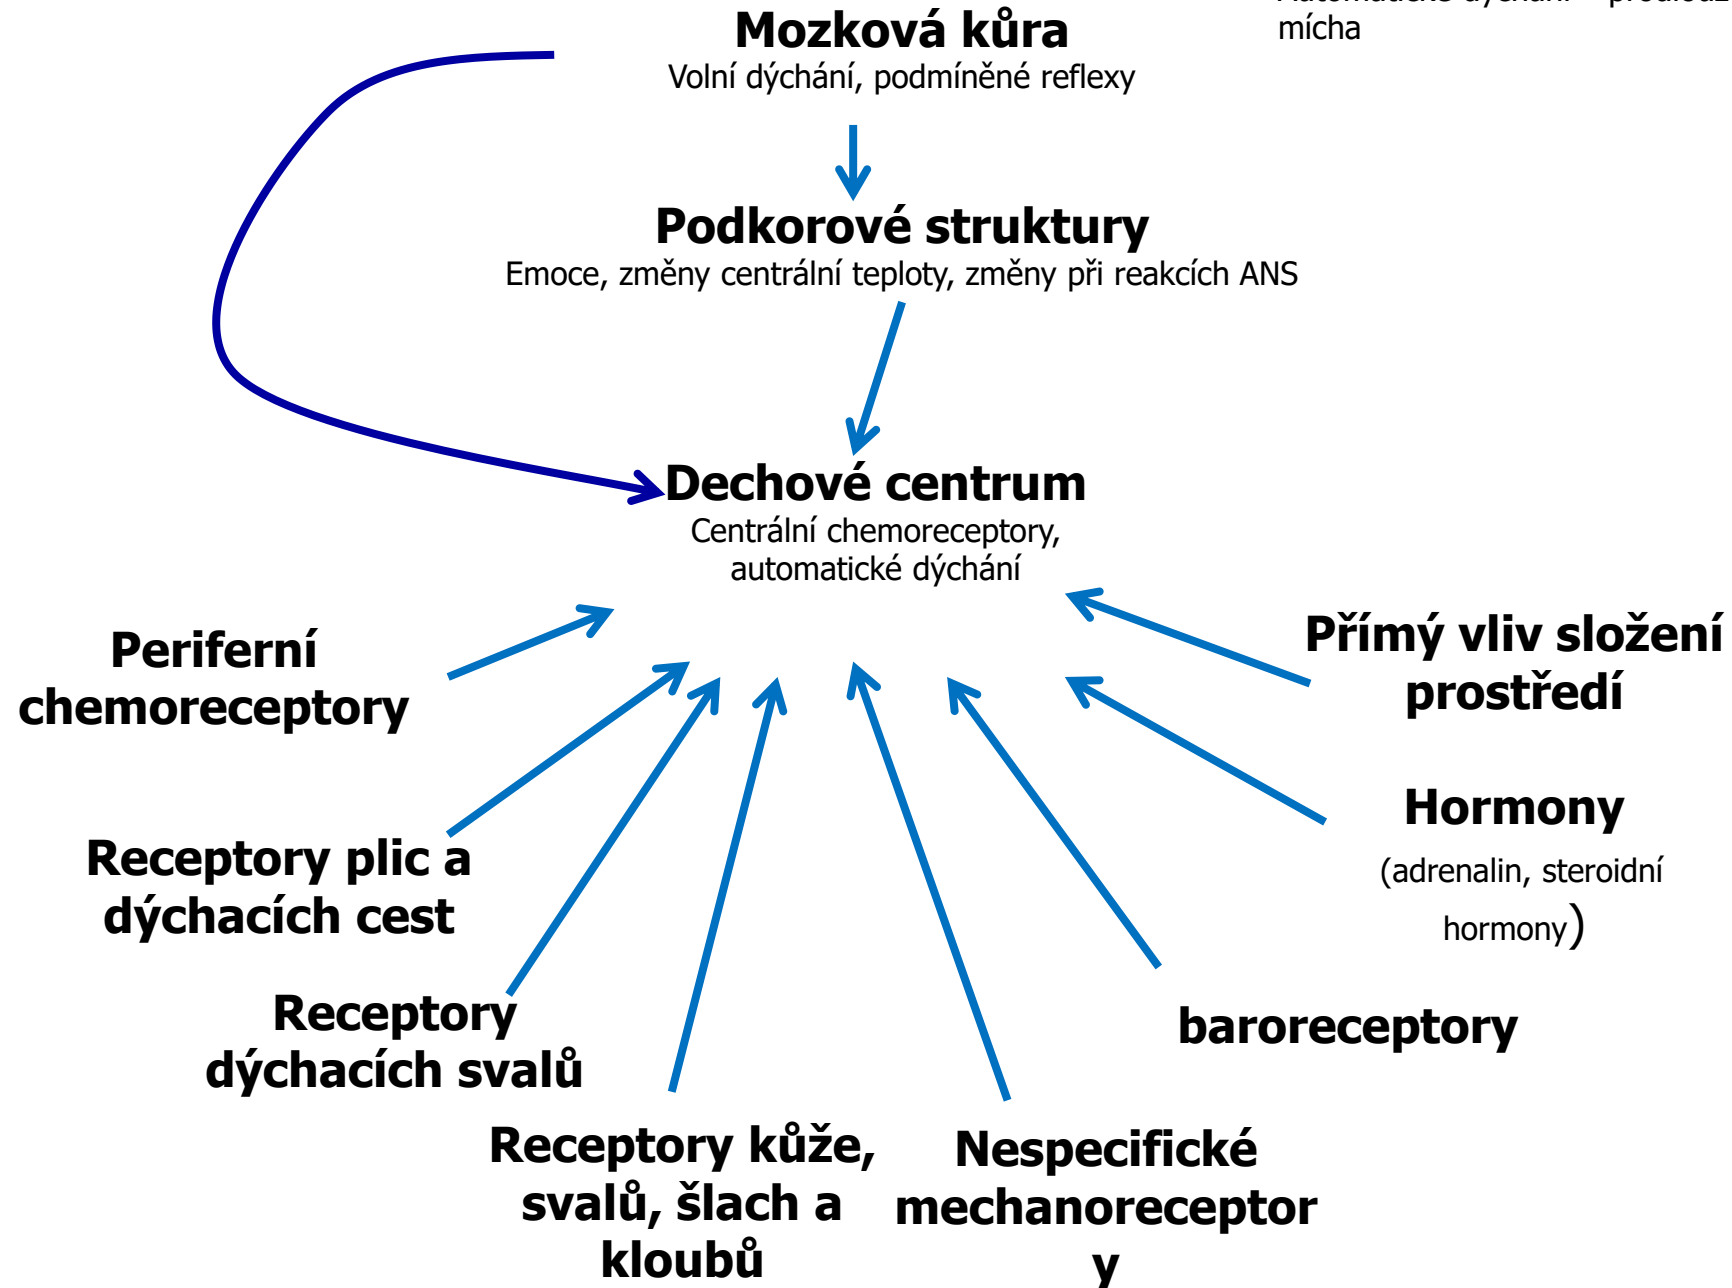 mícha
Mozková kůra
Volní dýchání, podmíněné reflexy
Podkorové struktury
Emoce, změny centrální teploty, změny při reakcích ANS
Dechové centrum
Centrální chemoreceptory,
automatické dýchání
Periferní
chemoreceptory
Přímý vliv složení
prostředí
Hormony
(adrenalin, steroidní
hormony)
Receptory plic a
dýchacích cest
Receptory
dýchacích svalů
baroreceptory
Receptory kůže,
svalů, šlach a
kloubů
Nespecifické
mechanoreceptor
y